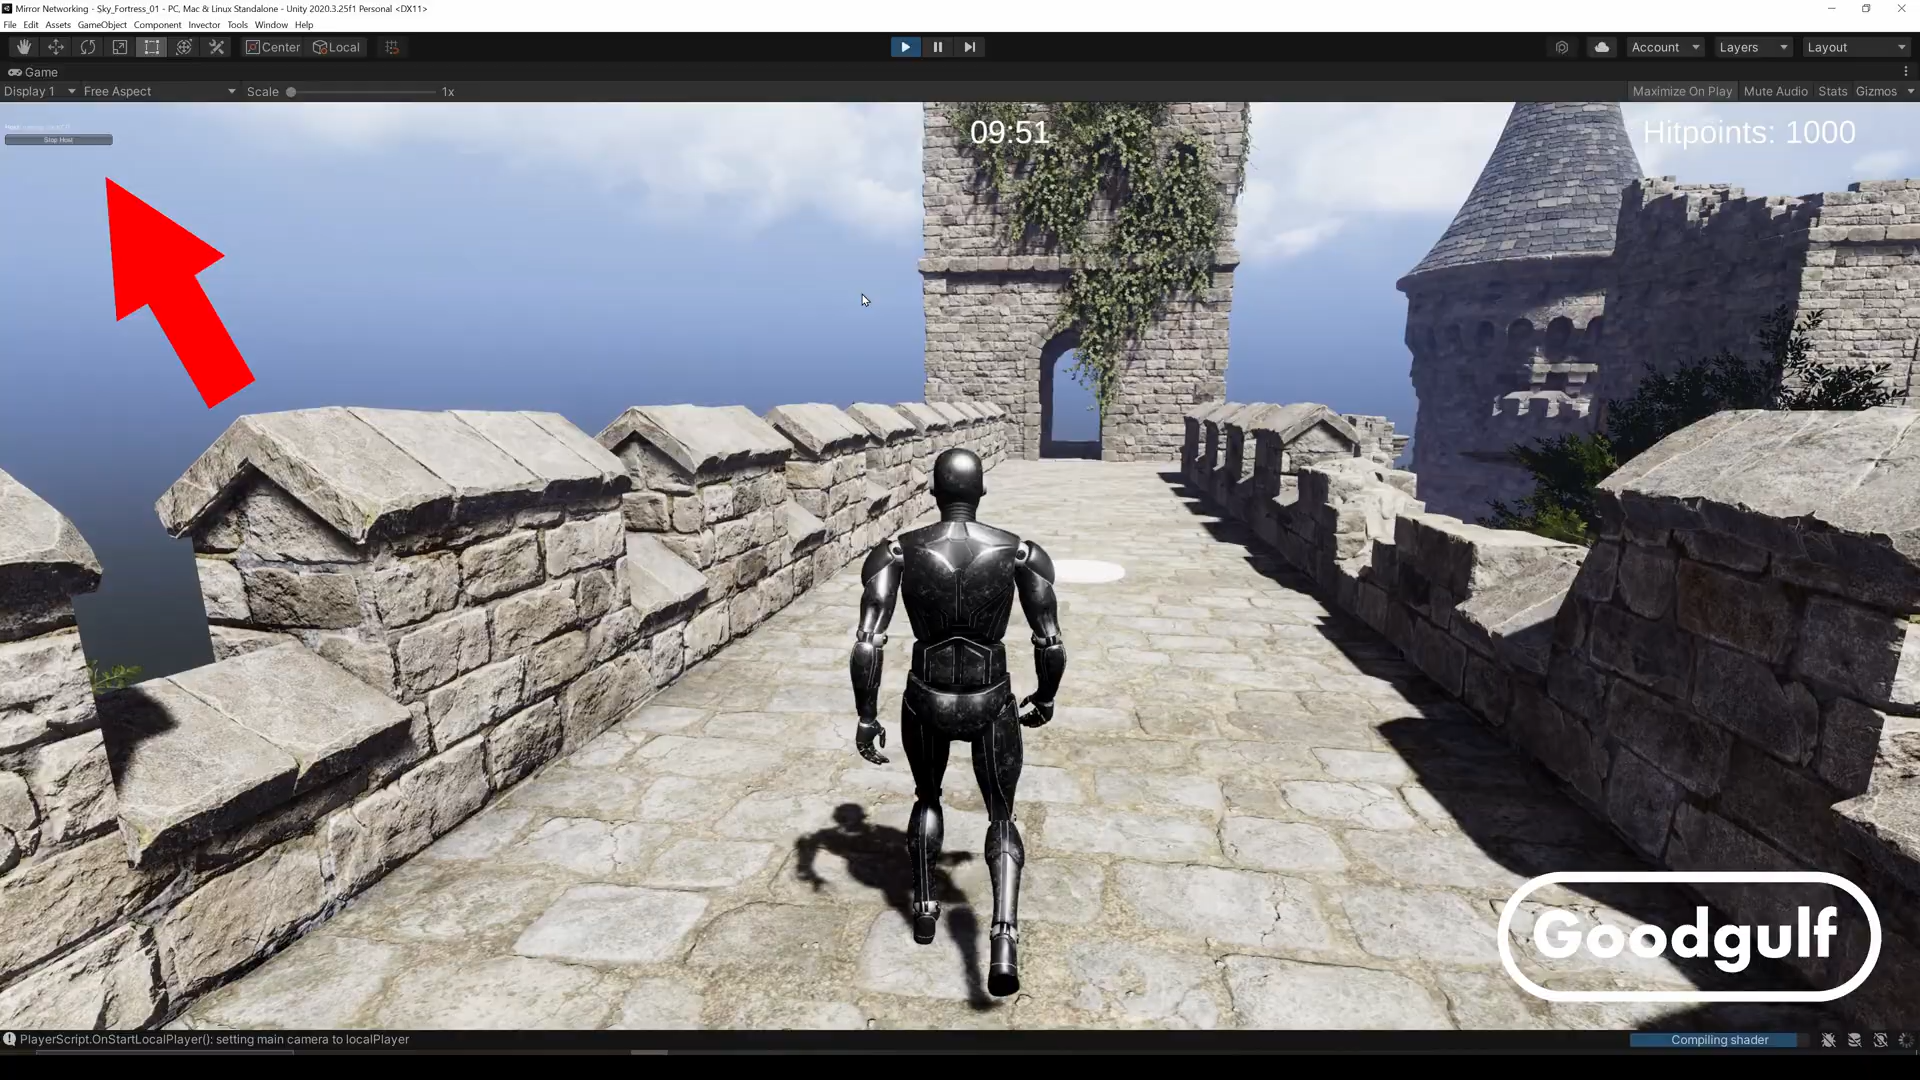 Mirror Networking - Sky_Fortress_01 - PC, Mac & Linux Standalone - Unity 2020.3.25f1 Personal <DX11>
File Edit Assets GameObject Component Invector Tools Window Help
Center Local Account Layers Layout
Game
Display 1 Free Aspect Scale 1x Maximize On Play Mute Audio Stats Gizmos
09:51 Hitpoints: 1000
Stop Host
Goodgulf
PlayerScript.OnStartLocalPlayer(): setting main camera to localPlayer
Compiling shader